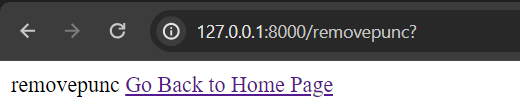 127.0.0.1:8000/removepunc?
removepunc Go Back to Home Page